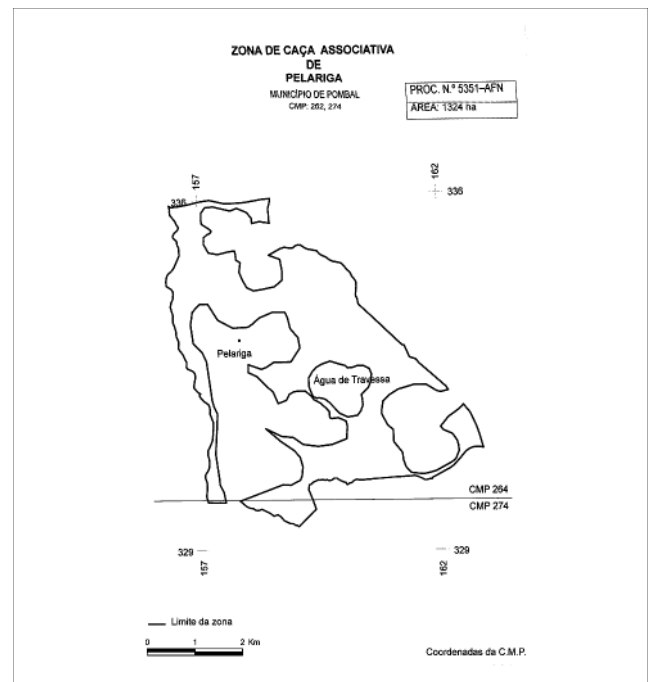 ZONA DE CAÇA ASSOCIATIVA
DE
PELARIGA
MUNICÍPIO DE POMBAL
CMP: 262, 274
PROC. N.º 5351-AFN
ÁREA: 1324 ha
157
162
336
336
Pelariga
Água de Travessa
CMP 264
CMP 274
329
329
157
162
Limite da zona
0 1 2 Km
Coordenadas da C.M.P.